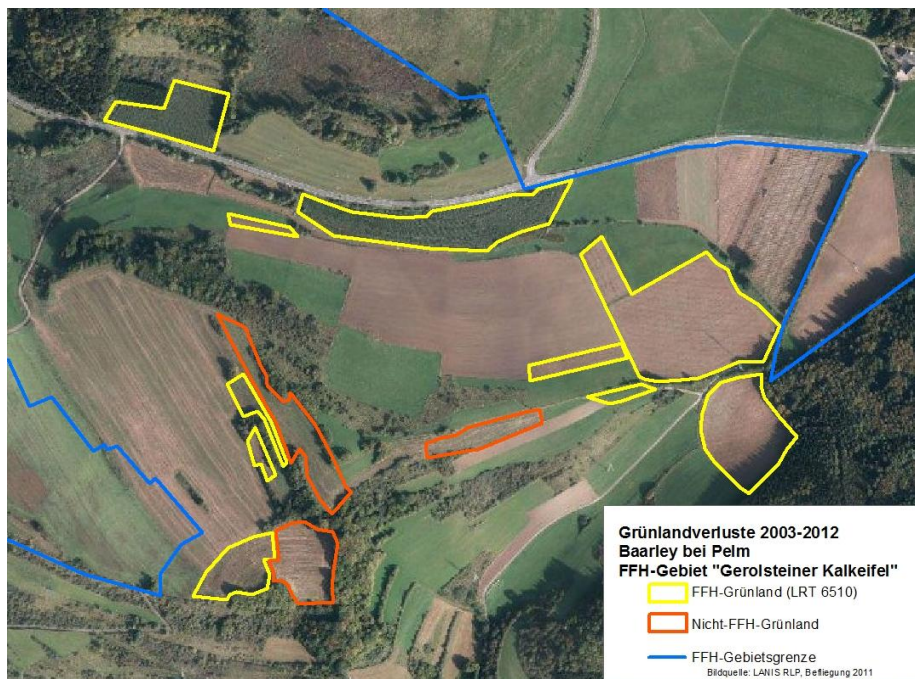 Grünlandverluste 2003-2012
Baarley bei Pelm
FFH-Gebiet "Gerolsteiner Kalkeifel"
FFH-Grünland (LRT 6510)
Nicht-FFH-Grünland
FFH-Gebietsgrenze
Bildquelle: LANIS RLP, Befliegung 2011